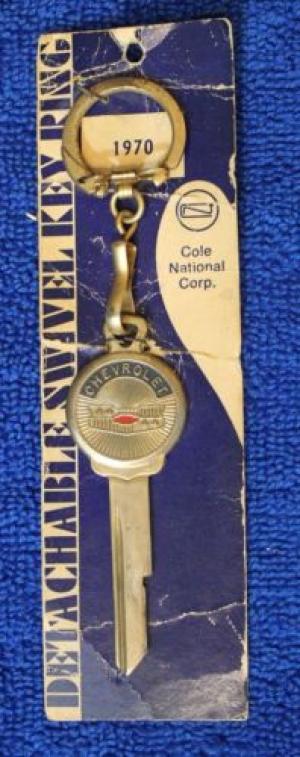 DETACHABLE SWIVEL KEY RING
1970
Cole
National
Corp.
CHEVROLET